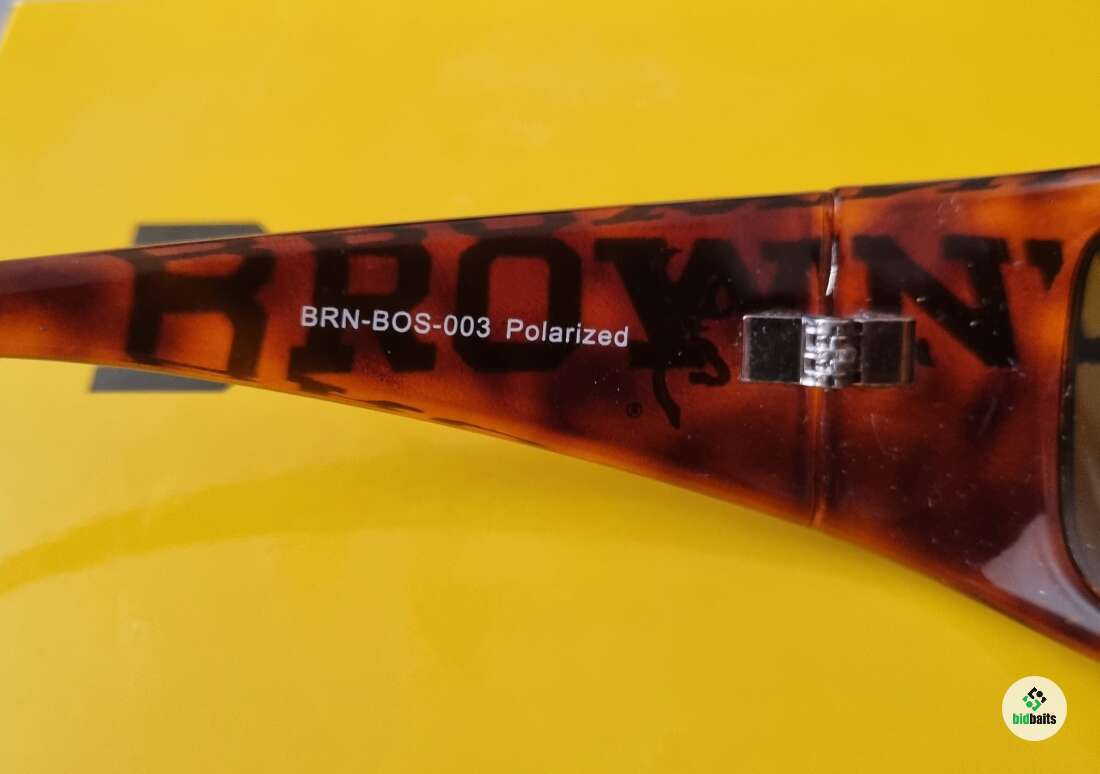 BROWN
BRN-BOS-003 Polarized
®
bidbaits